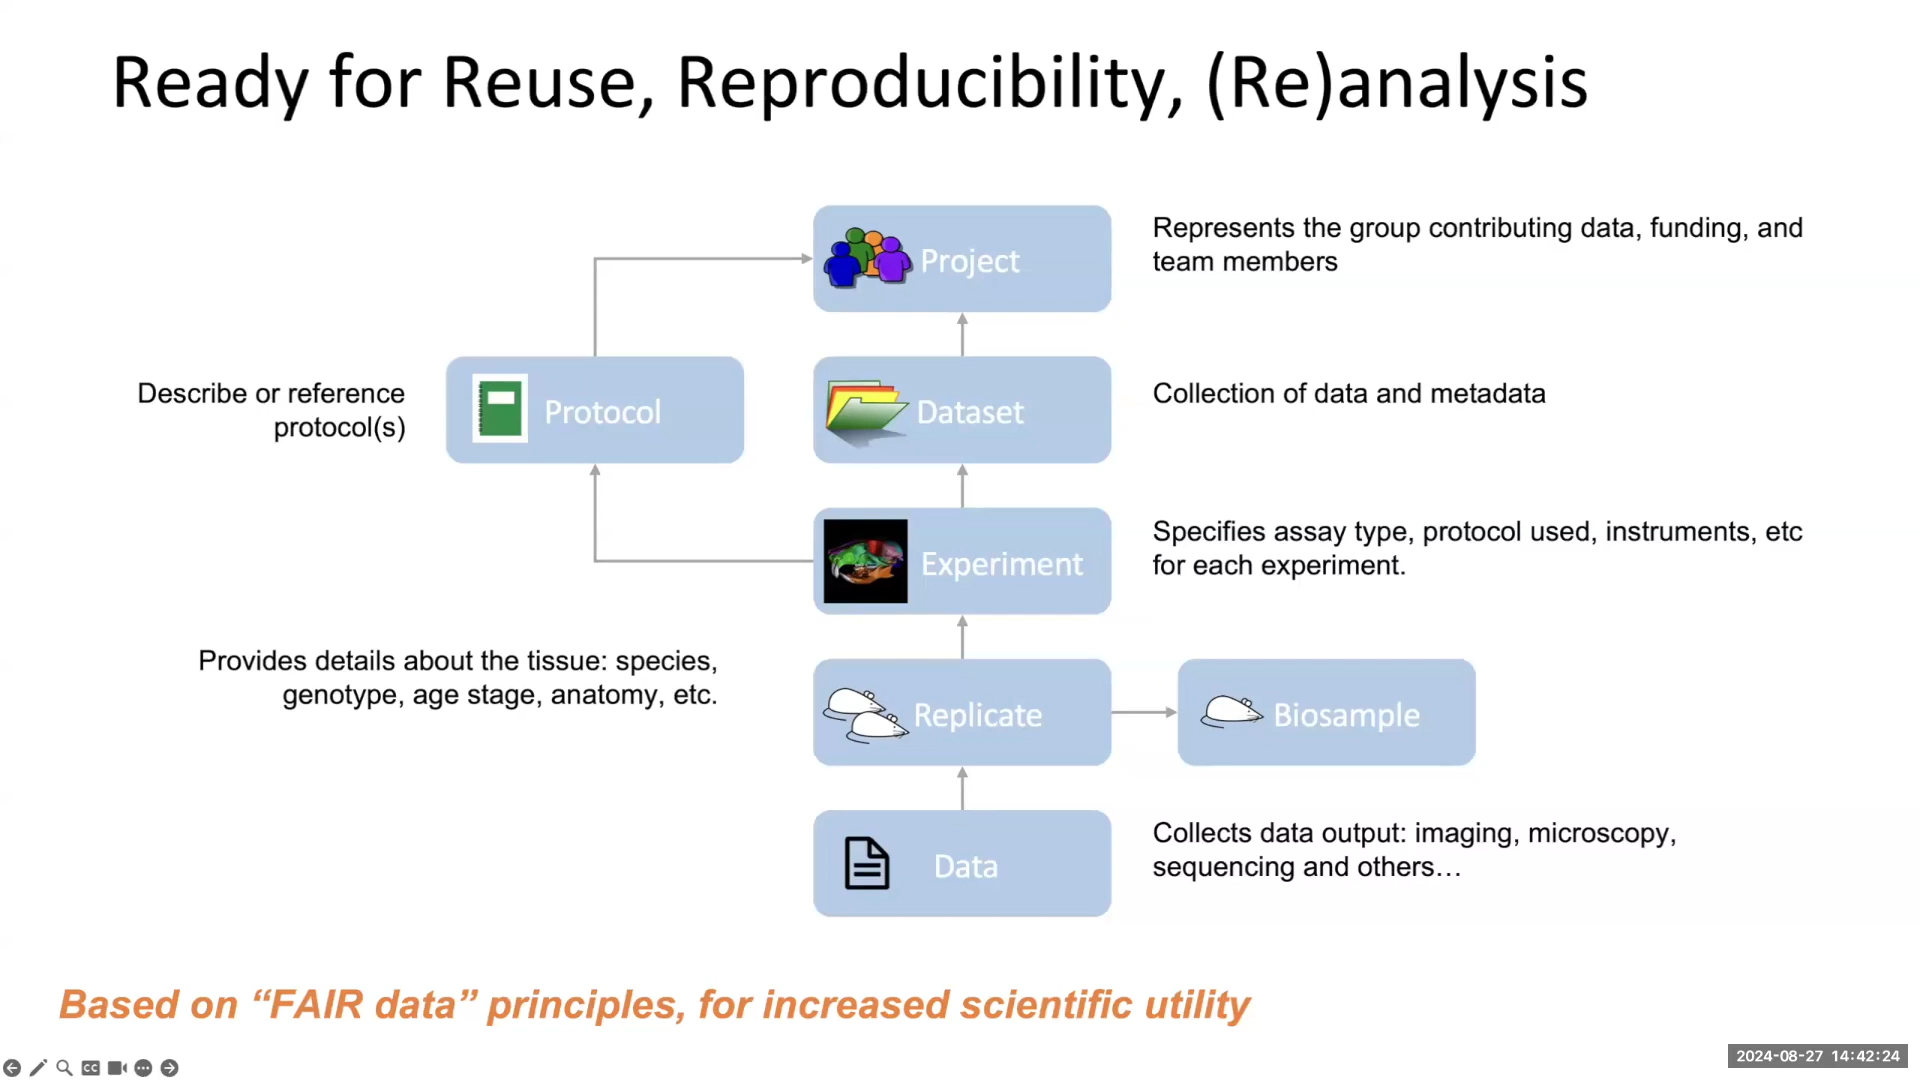 Ready for Reuse, Reproducibility, (Re)analysis
Project
Represents the group contributing data, funding, and
team members
Describe or reference
protocol(s)
Protocol
Dataset
Collection of data and metadata
Experiment
Specifies assay type, protocol used, instruments, etc
for each experiment.
Provides details about the tissue: species,
genotype, age stage, anatomy, etc.
Replicate
Biosample
Data
Collects data output: imaging, microscopy,
sequencing and others…
Based on “FAIR data” principles, for increased scientific utility
CC
2024-08-27 14:42:24